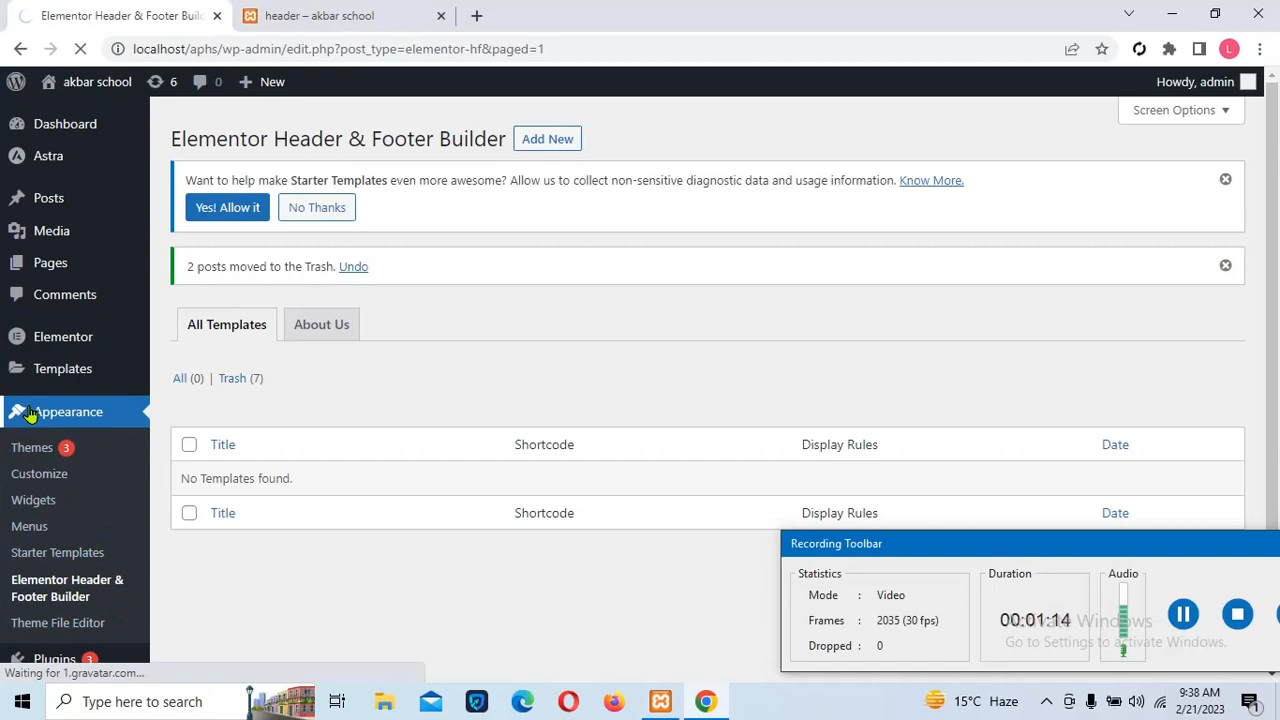 Elementor Header & Footer Buil
header – akbar school
localhost/aphs/wp-admin/edit.php?post_type=elementor-hf&paged=1
L
akbar school
6
0
New
Howdy, admin
Screen Options
Dashboard
Astra
Posts
Media
Pages
Comments
Elementor
Templates
Appearance
Themes 3
Customize
Widgets
Menus
Starter Templates
Elementor Header &
Footer Builder
Theme File Editor
Plugins 3
Elementor Header & Footer Builder
Add New
Want to help make Starter Templates even more awesome? Allow us to collect non-sensitive diagnostic data and usage information. Know More.
Yes! Allow it
No Thanks
2 posts moved to the Trash. Undo
All Templates
About Us
All (0) | Trash (7)
Title Shortcode Display Rules Date
No Templates found.
Title Shortcode Display Rules Date
Recording Toolbar
Statistics
Mode : Video
Frames : 2035 (30 fps)
Dropped : 0
Duration
00:01:14
Audio
Activate Windows
Go to Settings to activate Windows.
Waiting for 1.gravatar.com...
Type here to search
15°C Haze
9:38 AM
2/21/2023
1